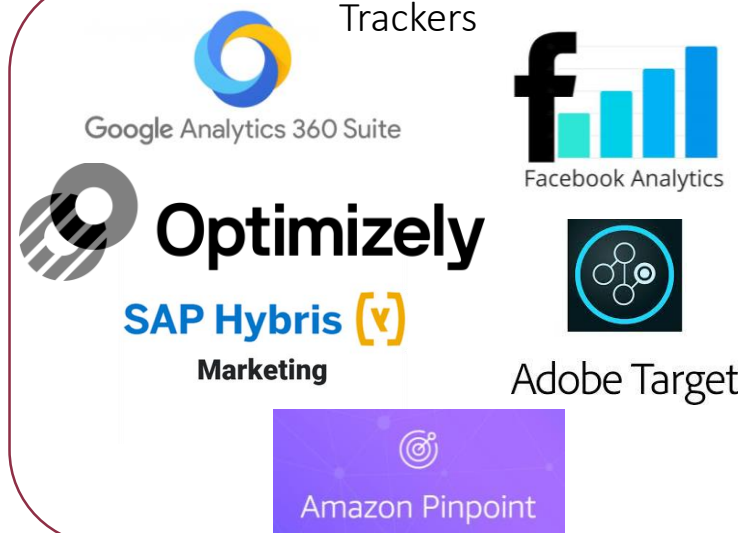 Trackers
Google Analytics 360 Suite
Facebook Analytics
Optimizely
SAP Hybris (y)
Marketing
Adobe Target
Amazon Pinpoint